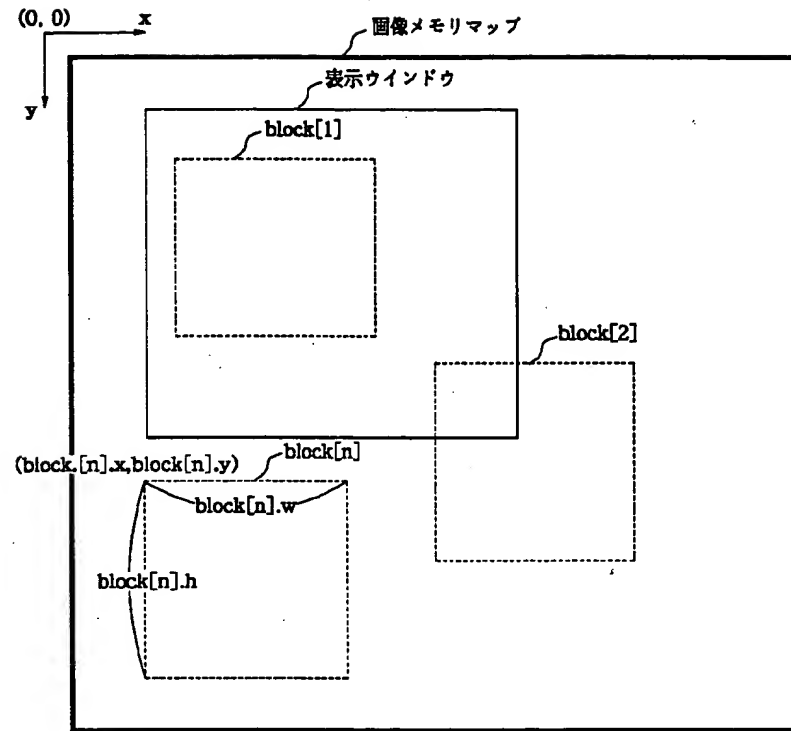 (0, 0)
x
画像メモリマップ
y
表示ウインドウ
block[1]
block[2]
block[n]
(block.[n].x,block[n].y)
block[n].w
block[n].h